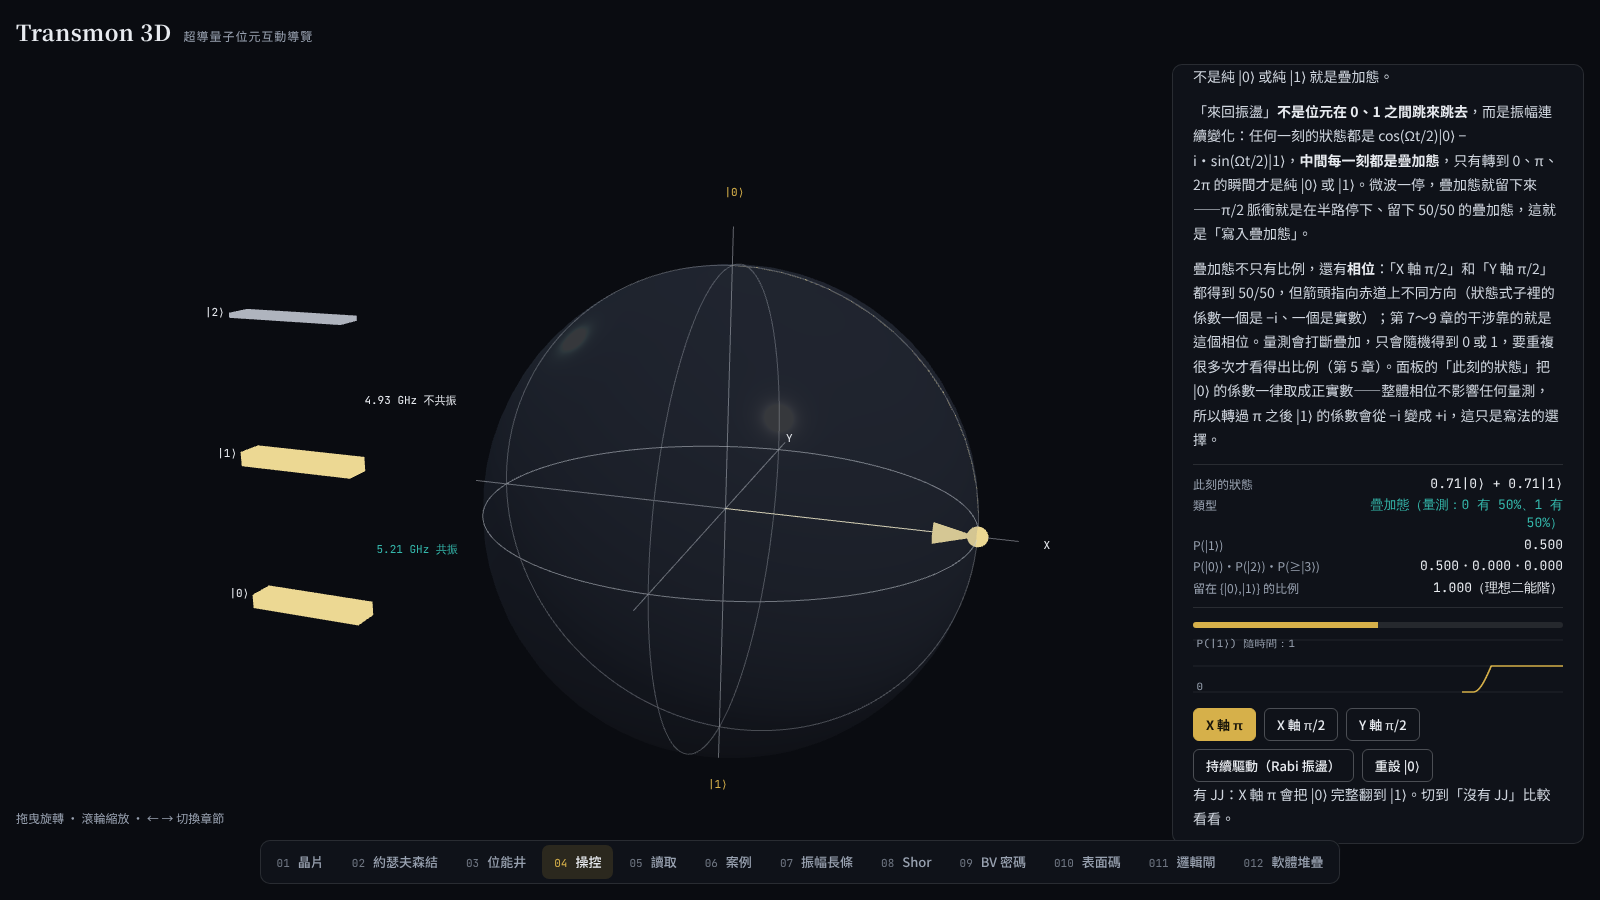 Transmon 3D 超導量子位元互動導覽
不是純 |0⟩ 或純 |1⟩ 就是疊加態。
「來回振盪」不是位元在 0、1 之間跳來跳去，而是振幅連
續變化：任何一刻的狀態都是 cos(Ωt/2)|0⟩ −
i·sin(Ωt/2)|1⟩，中間每一刻都是疊加態，只有轉到 0、π、
2π 的瞬間才是純 |0⟩ 或 |1⟩。微波一停，疊加態就留下來
——π/2 脈衝就是在半路停下、留下 50/50 的疊加態，這就
是「寫入疊加態」。
疊加態不只有比例，還有相位：「X 軸 π/2」和「Y 軸 π/2」
都得到 50/50，但箭頭指向赤道上不同方向（狀態式子裡的
係數一個是 −i、一個是實數）；第 7～9 章的干涉靠的就是
這個相位。量測會打斷疊加，只會隨機得到 0 或 1，要重複
很多次才看得出比例（第 5 章）。面板的「此刻的狀態」把
|0⟩ 的係數一律取成正實數——整體相位不影響任何量測，
所以轉過 π 之後 |1⟩ 的係數會從 −i 變成 +i，這只是寫法的選
擇。
此刻的狀態 0.71|0⟩ + 0.71|1⟩
類型 疊加態（量測：0 有 50%、1 有
50%）
P(|1⟩) 0.500
P(|0⟩)・P(|2⟩)・P(≥|3⟩) 0.500・0.000・0.000
留在 {|0⟩,|1⟩} 的比例 1.000（理想二能階）
P(|1⟩) 隨時間：1
0
X 軸 π X 軸 π/2 Y 軸 π/2
持續驅動（Rabi 振盪） 重設 |0⟩
有 JJ：X 軸 π 會把 |0⟩ 完整翻到 |1⟩。切到「沒有 JJ」比較
看看。
|2⟩
4.93 GHz 不共振
|1⟩
5.21 GHz 共振
|0⟩
|0⟩
Y
X
|1⟩
拖曳旋轉 · 滾輪縮放 · ←→ 切換章節
01 晶片 02 約瑟夫森結 03 位能井 04 操控 05 讀取 06 案例 07 振幅長條 08 Shor 09 BV 密碼 010 表面碼 011 邏輯閘 012 軟體堆疊